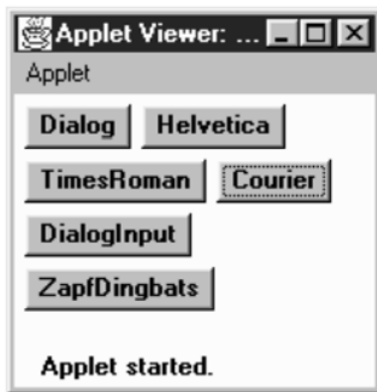 Applet Viewer: ...
Applet
Dialog Helvetica
TimesRoman Courier
DialogInput
ZapfDingbats
Applet started.